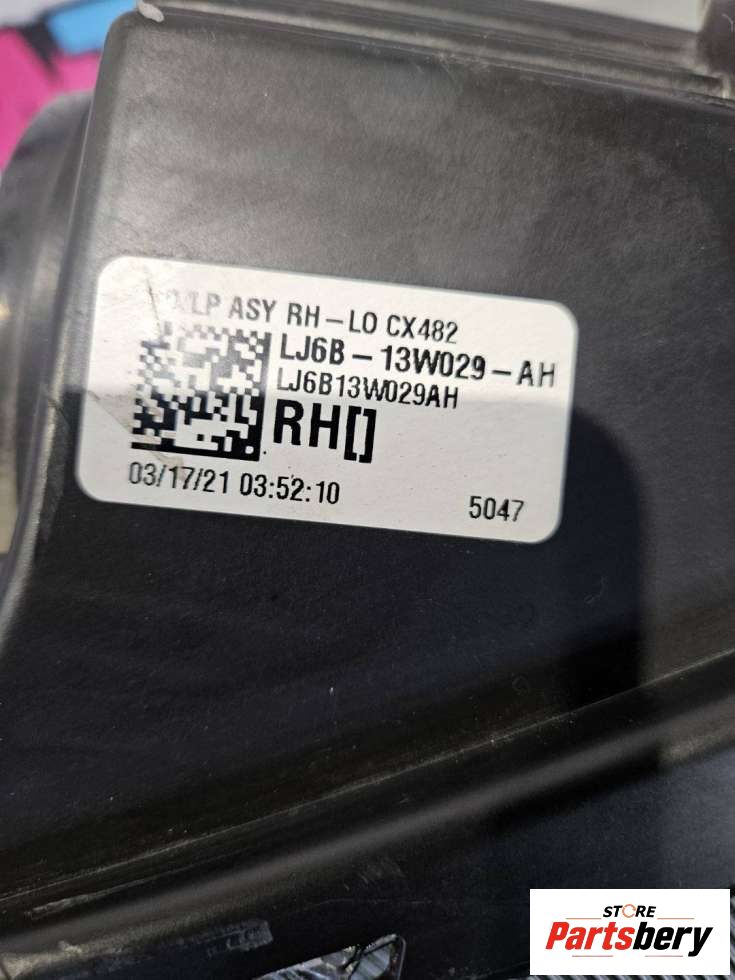 ASY RH-LO CX482
LJ6B-13W029-AH
LJ6B13W029AH
RH[]
03/17/21 03:52:10
5047
STORE
Partsbery